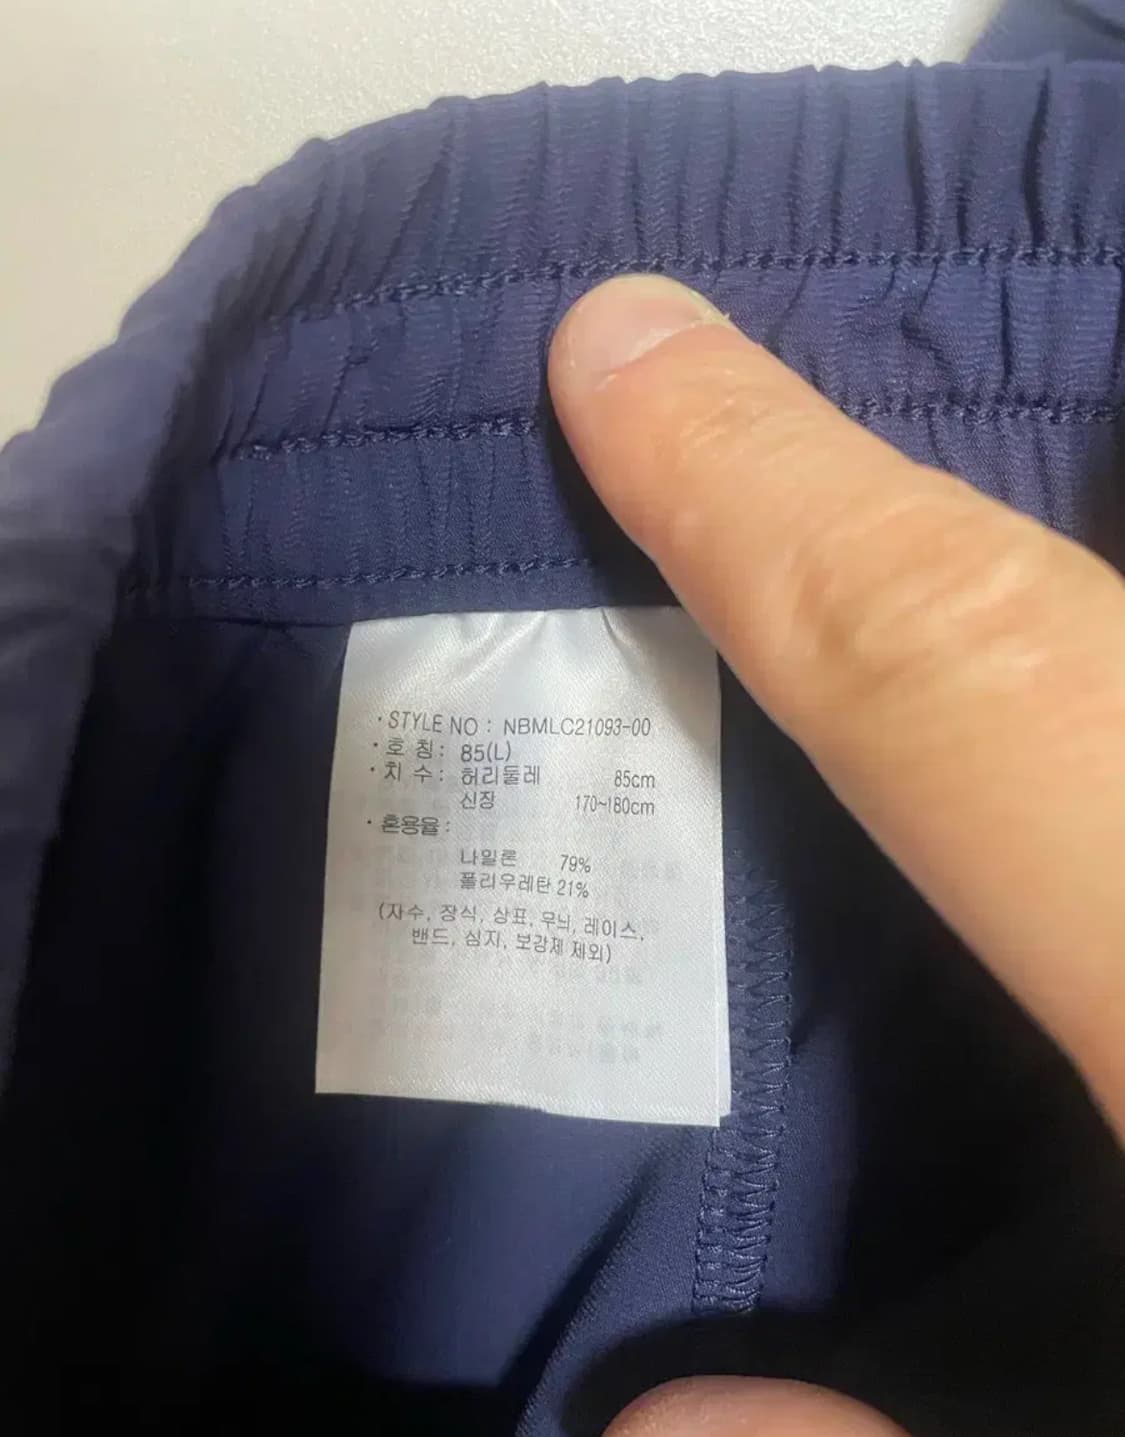 · STYLE NO : NBMLC21093-00
· 호 칭 : 85(L)
· 치 수 : 허리둘레 85cm
신장 170~180cm
· 혼용율 :
나일론 79%
폴리우레탄 21%
(자수, 장식, 상표, 무늬, 레이스,
밴드, 심지, 보강제 제외)